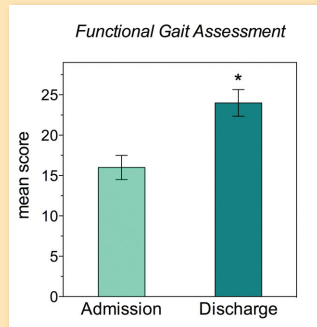 Functional Gait Assessment
*
25
20
15
10
5
0
mean score
Admission Discharge